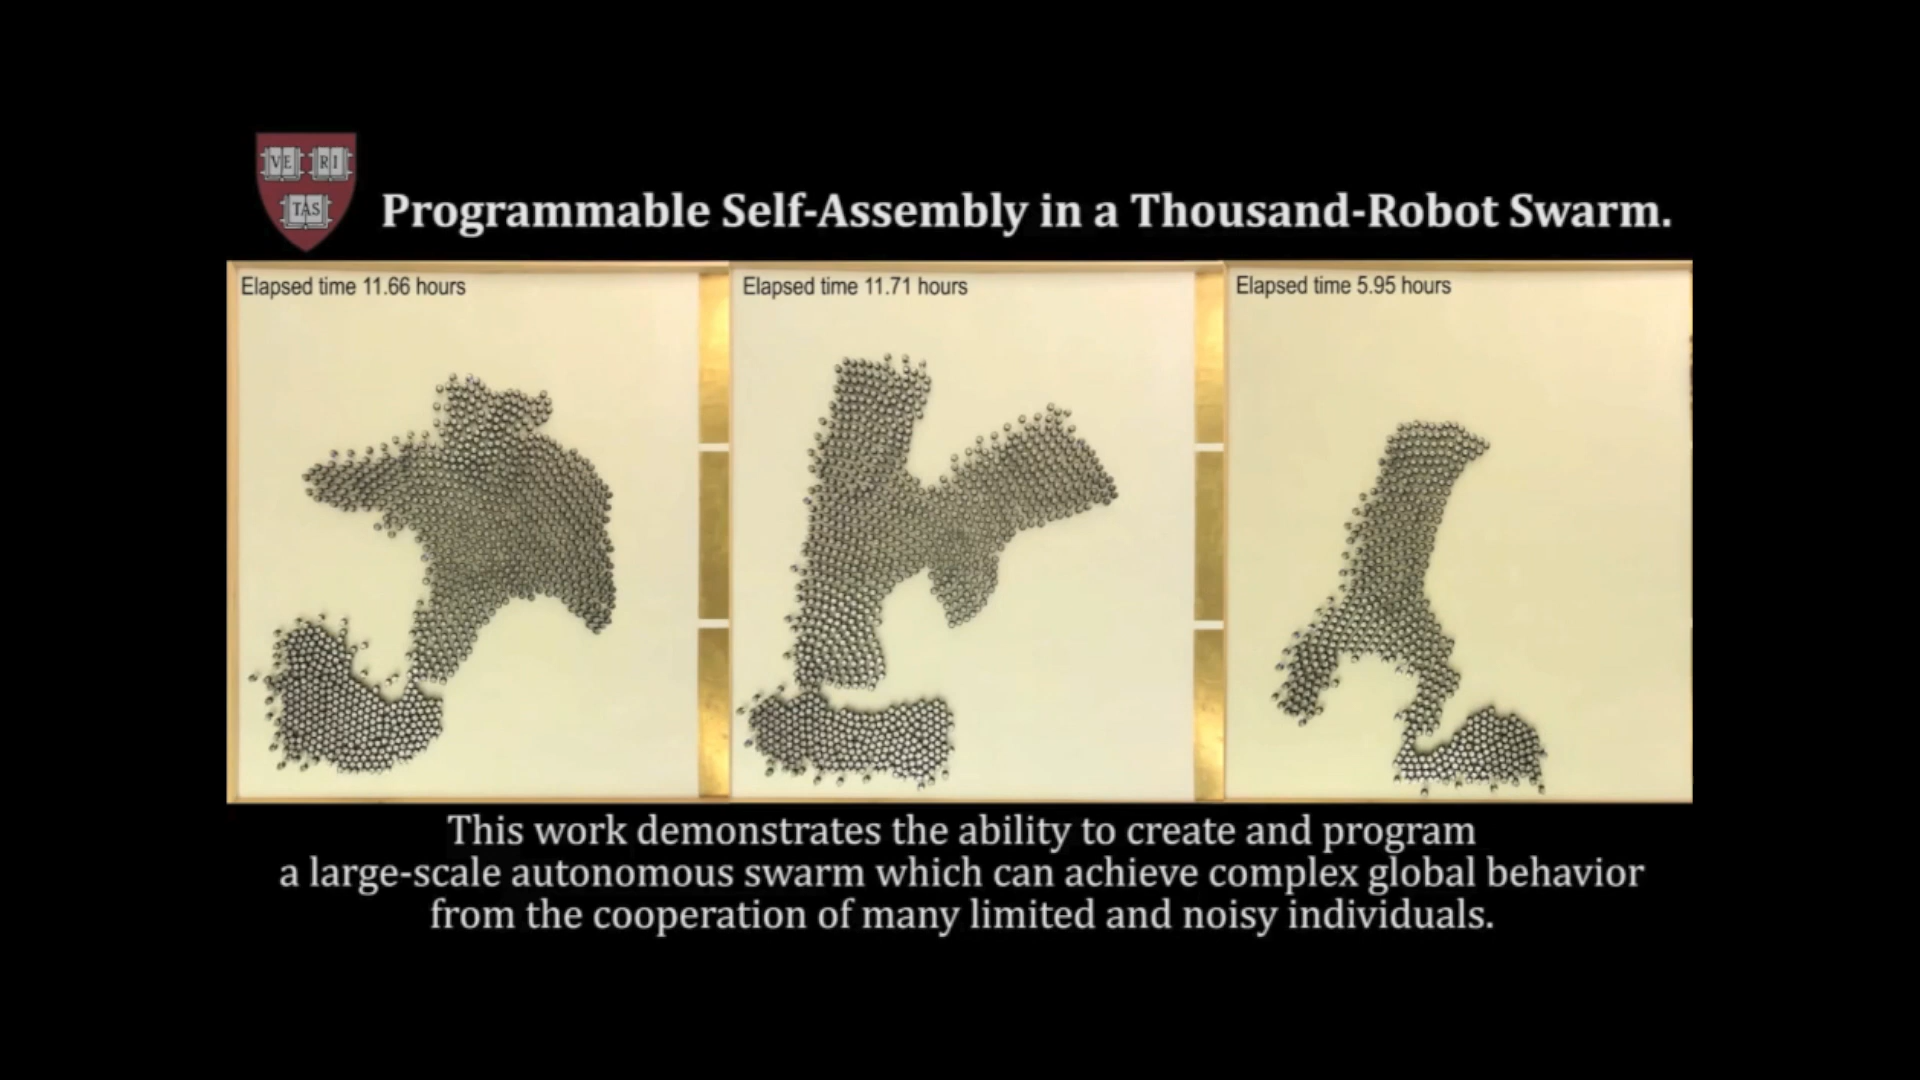 VE RI
TAS
Programmable Self-Assembly in a Thousand-Robot Swarm.
Elapsed time 11.66 hours
Elapsed time 11.71 hours
Elapsed time 5.95 hours
This work demonstrates the ability to create and program
a large-scale autonomous swarm which can achieve complex global behavior
from the cooperation of many limited and noisy individuals.